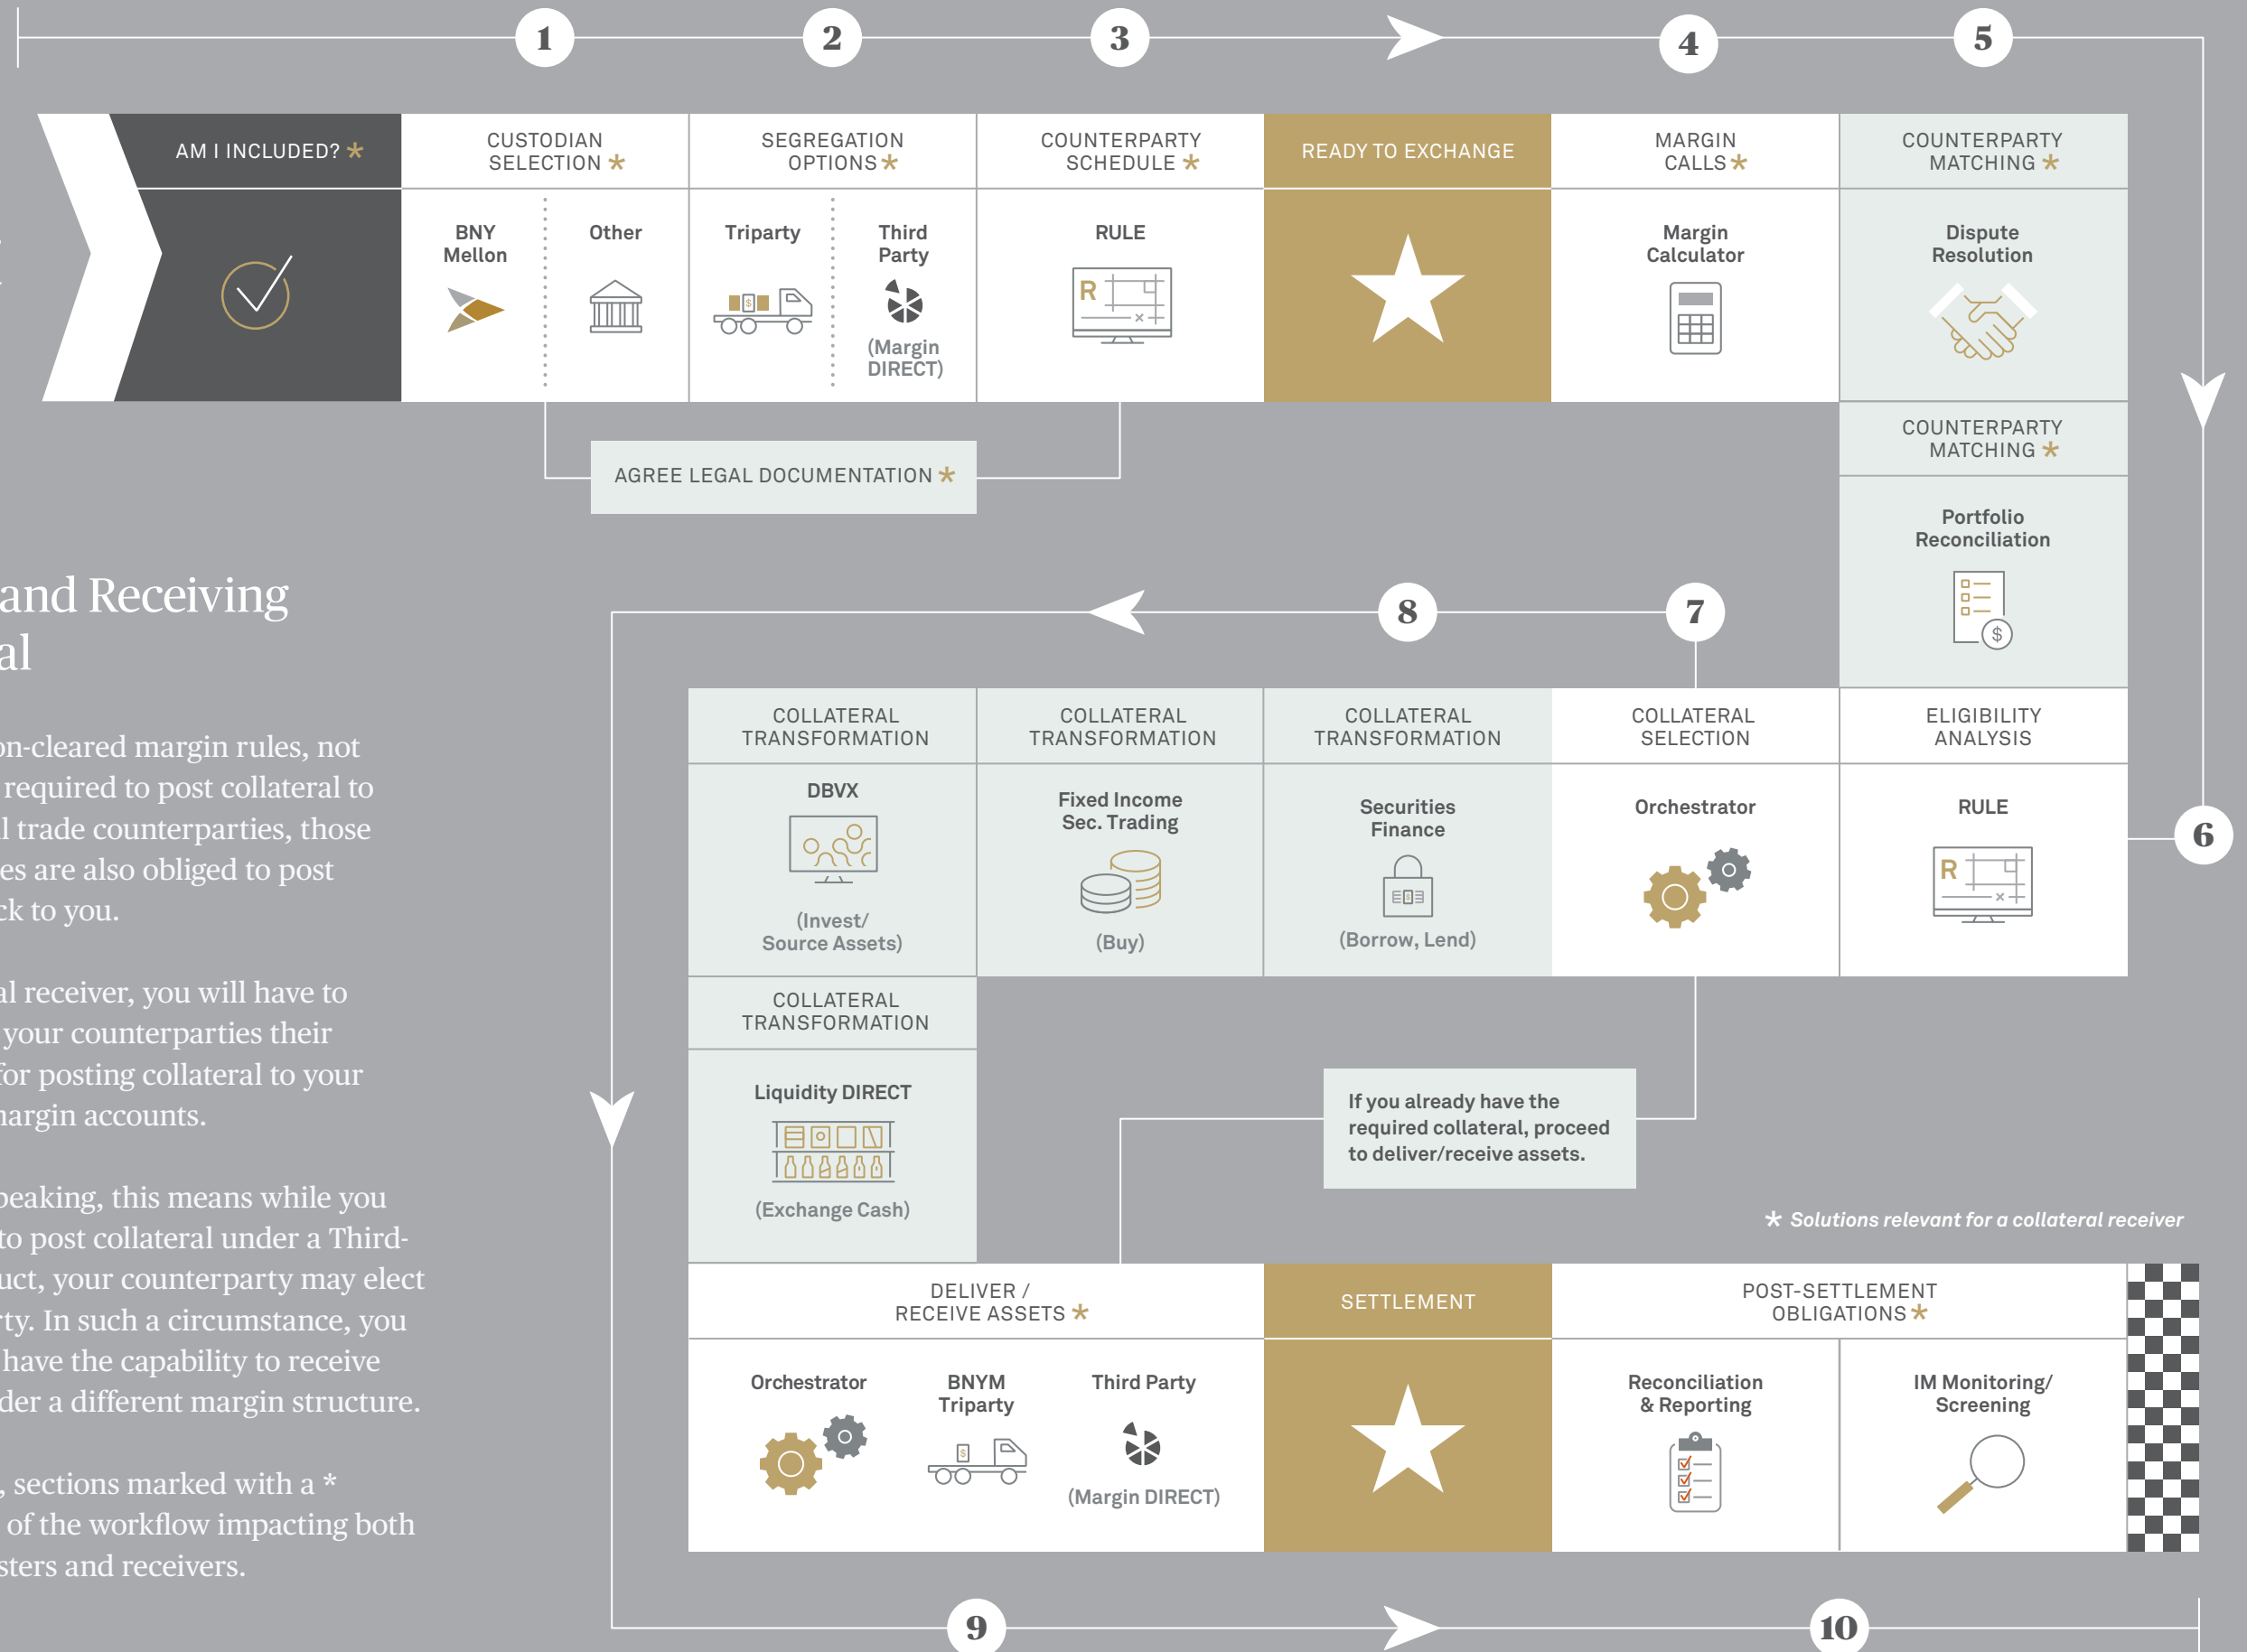 1
2
3
4
5
AM I INCLUDED? *
CUSTODIAN
SELECTION *
SEGREGATION
OPTIONS *
COUNTERPARTY
SCHEDULE *
READY TO EXCHANGE
MARGIN
CALLS *
COUNTERPARTY
MATCHING *
BNY
Mellon
Other
Triparty
Third
Party
(Margin
DIRECT)
RULE
R
Margin
Calculator
Dispute
Resolution
AGREE LEGAL DOCUMENTATION *
COUNTERPARTY
MATCHING *
Portfolio
Reconciliation
$
and Receiving
al
on-cleared margin rules, not
required to post collateral to
l trade counterparties, those
es are also obliged to post
ck to you.
al receiver, you will have to
your counterparties their
for posting collateral to your
margin accounts.
speaking, this means while you
to post collateral under a Third-
uct, your counterparty may elect
rty. In such a circumstance, you
have the capability to receive
der a different margin structure.
, sections marked with a *
of the workflow impacting both
sters and receivers.
8
7
6
COLLATERAL
TRANSFORMATION
COLLATERAL
TRANSFORMATION
COLLATERAL
TRANSFORMATION
COLLATERAL
SELECTION
ELIGIBILITY
ANALYSIS
DBVX
(Invest/
Source Assets)
Fixed Income
Sec. Trading
(Buy)
Securities
Finance
$
(Borrow, Lend)
Orchestrator
RULE
R
COLLATERAL
TRANSFORMATION
Liquidity DIRECT
(Exchange Cash)
If you already have the
required collateral, proceed
to deliver/receive assets.
* Solutions relevant for a collateral receiver
DELIVER /
RECEIVE ASSETS *
SETTLEMENT
POST-SETTLEMENT
OBLIGATIONS *
Orchestrator
BNYM
Triparty
$
Third Party
(Margin DIRECT)
Reconciliation
& Reporting
IM Monitoring/
Screening
9
10